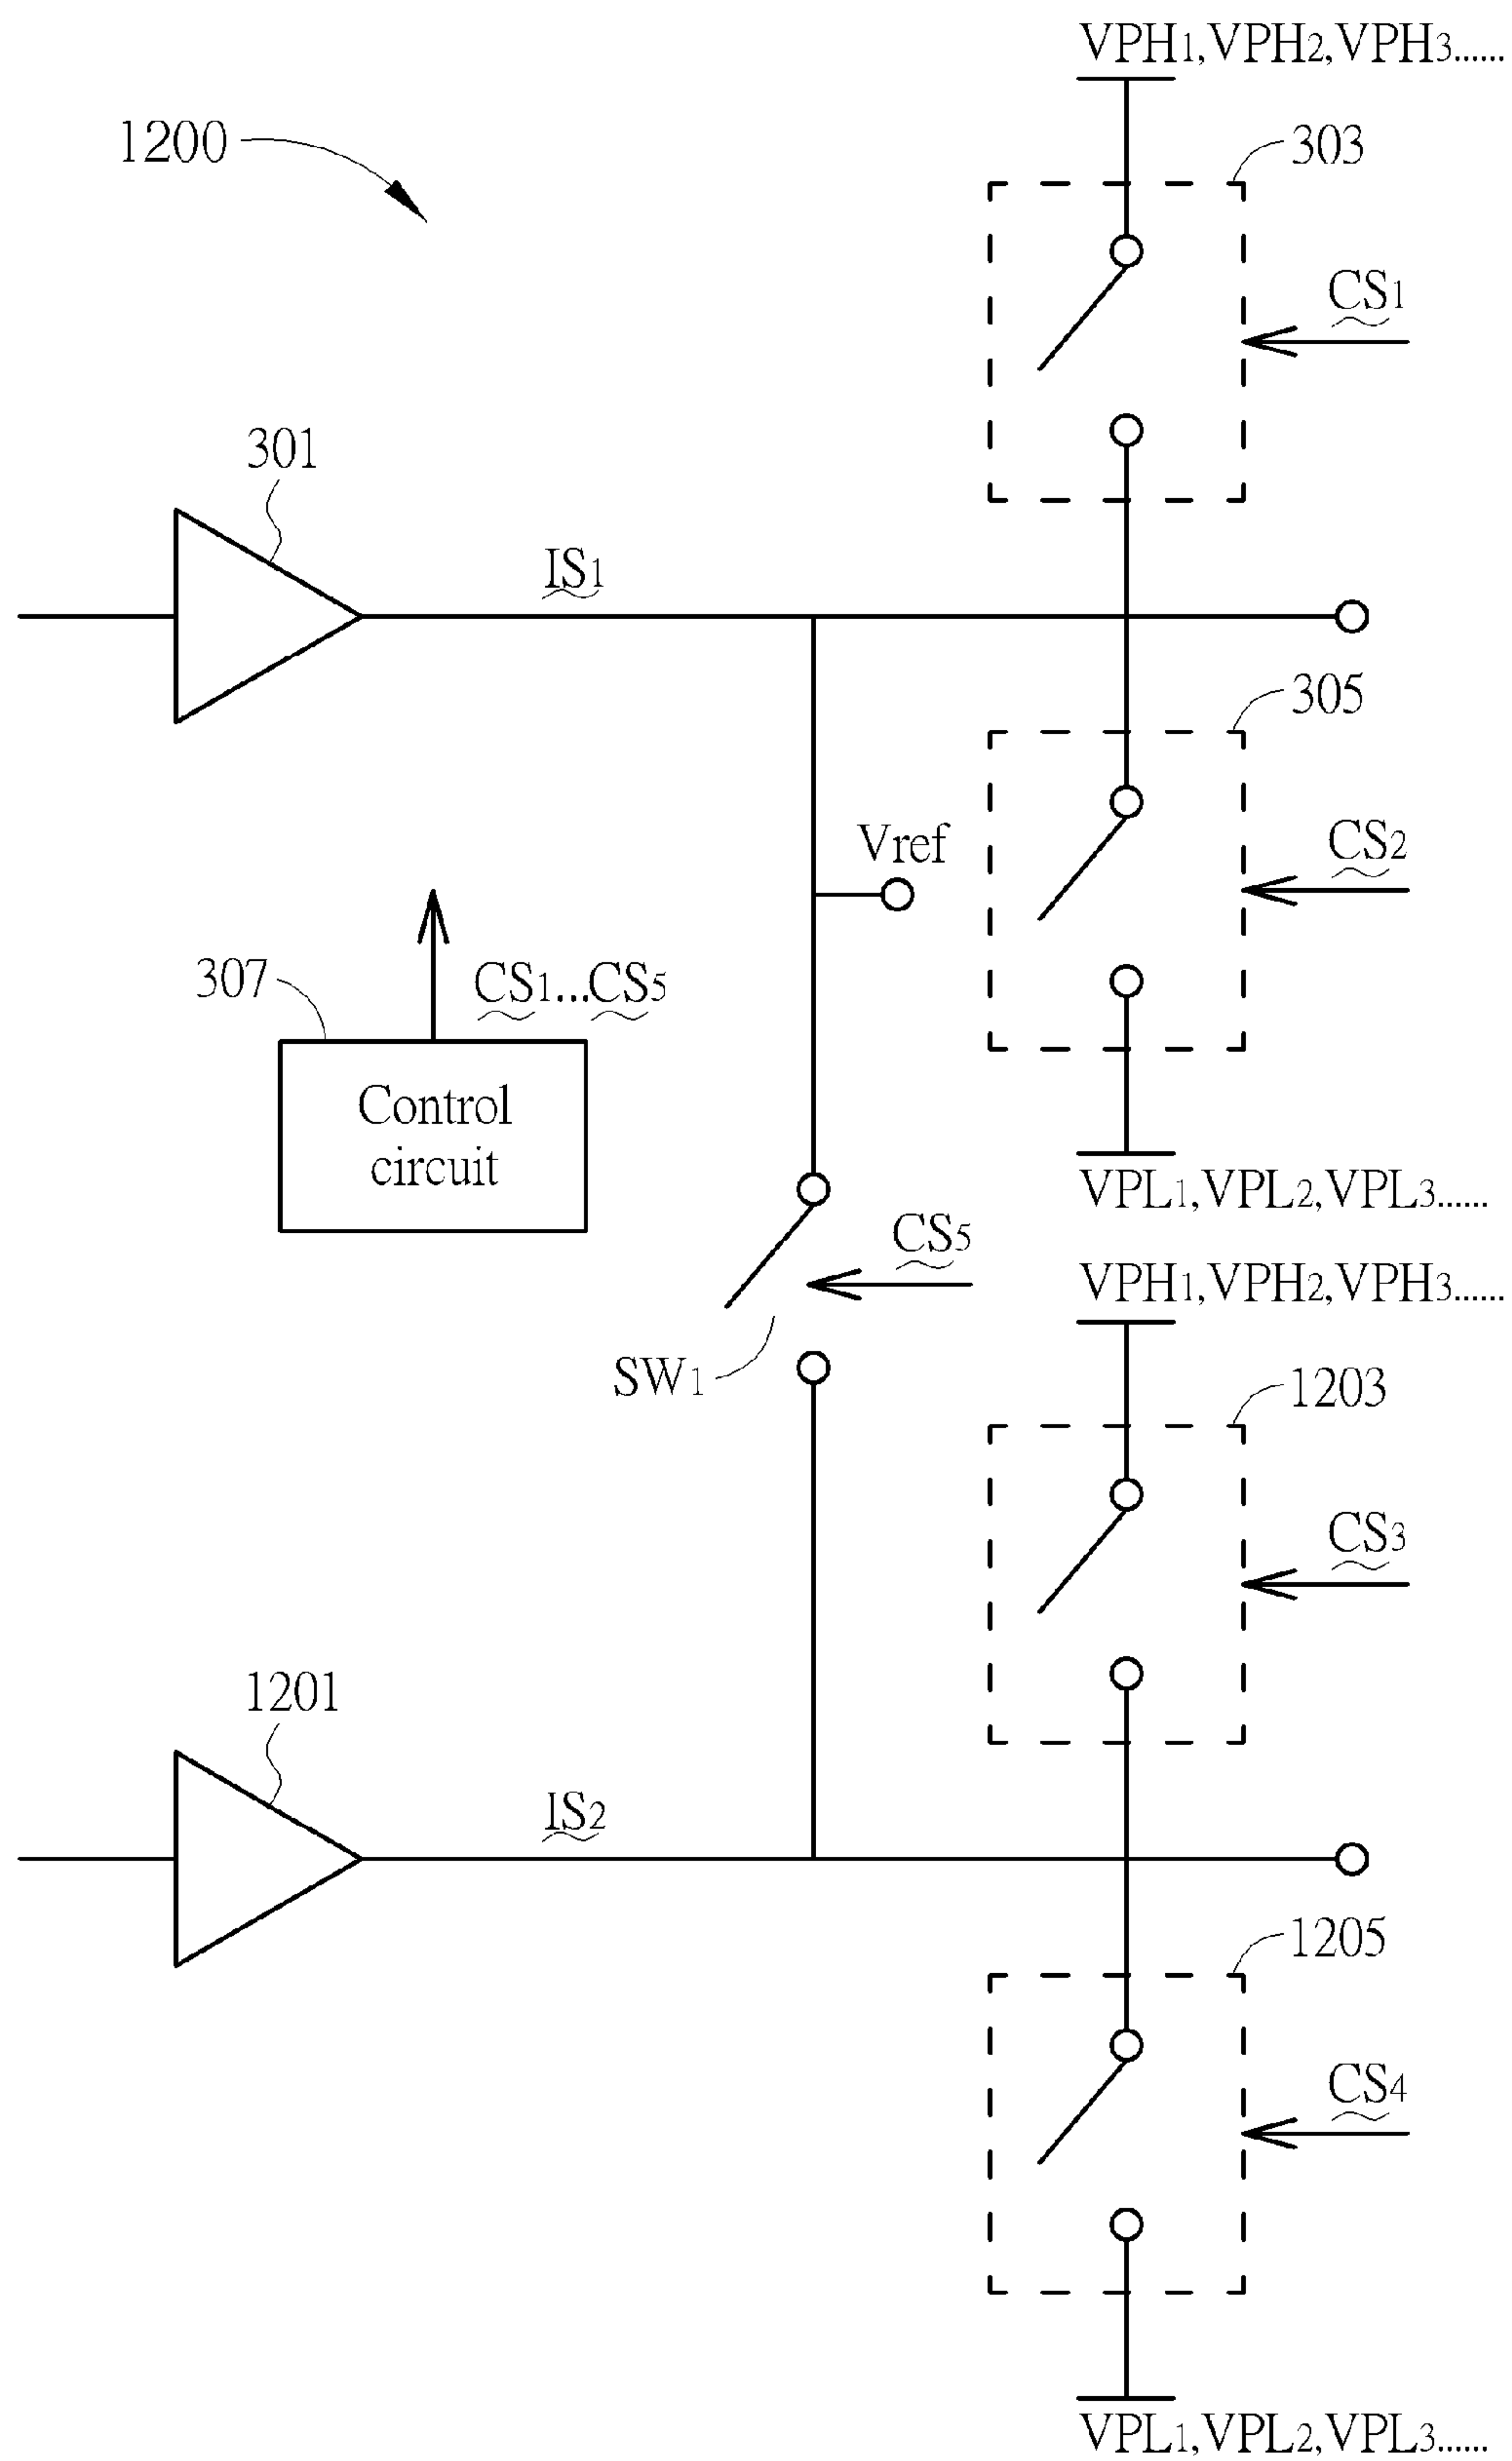 VPH1,VPH2,VPH3......
1200
303
CS1
301
IS1
305
Vref
CS2
307
CS1...CS5
Control
circuit
VPL1,VPL2,VPL3......
CS5
VPH1,VPH2,VPH3......
SW1
1203
CS3
1201
IS2
1205
CS4
VPL1,VPL2,VPL3......